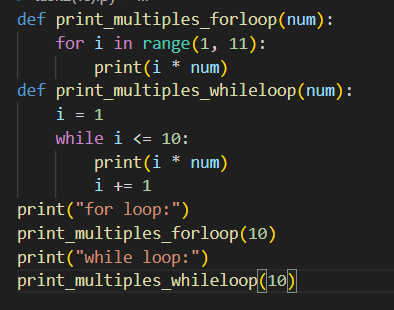 def print_multiples_forloop(num):
    for i in range(1, 11):
        print(i * num)
def print_multiples_whileloop(num):
    i = 1
    while i <= 10:
        print(i * num)
        i += 1
print("for loop:")
print_multiples_forloop(10)
print("while loop:")
print_multiples_whileloop(10)